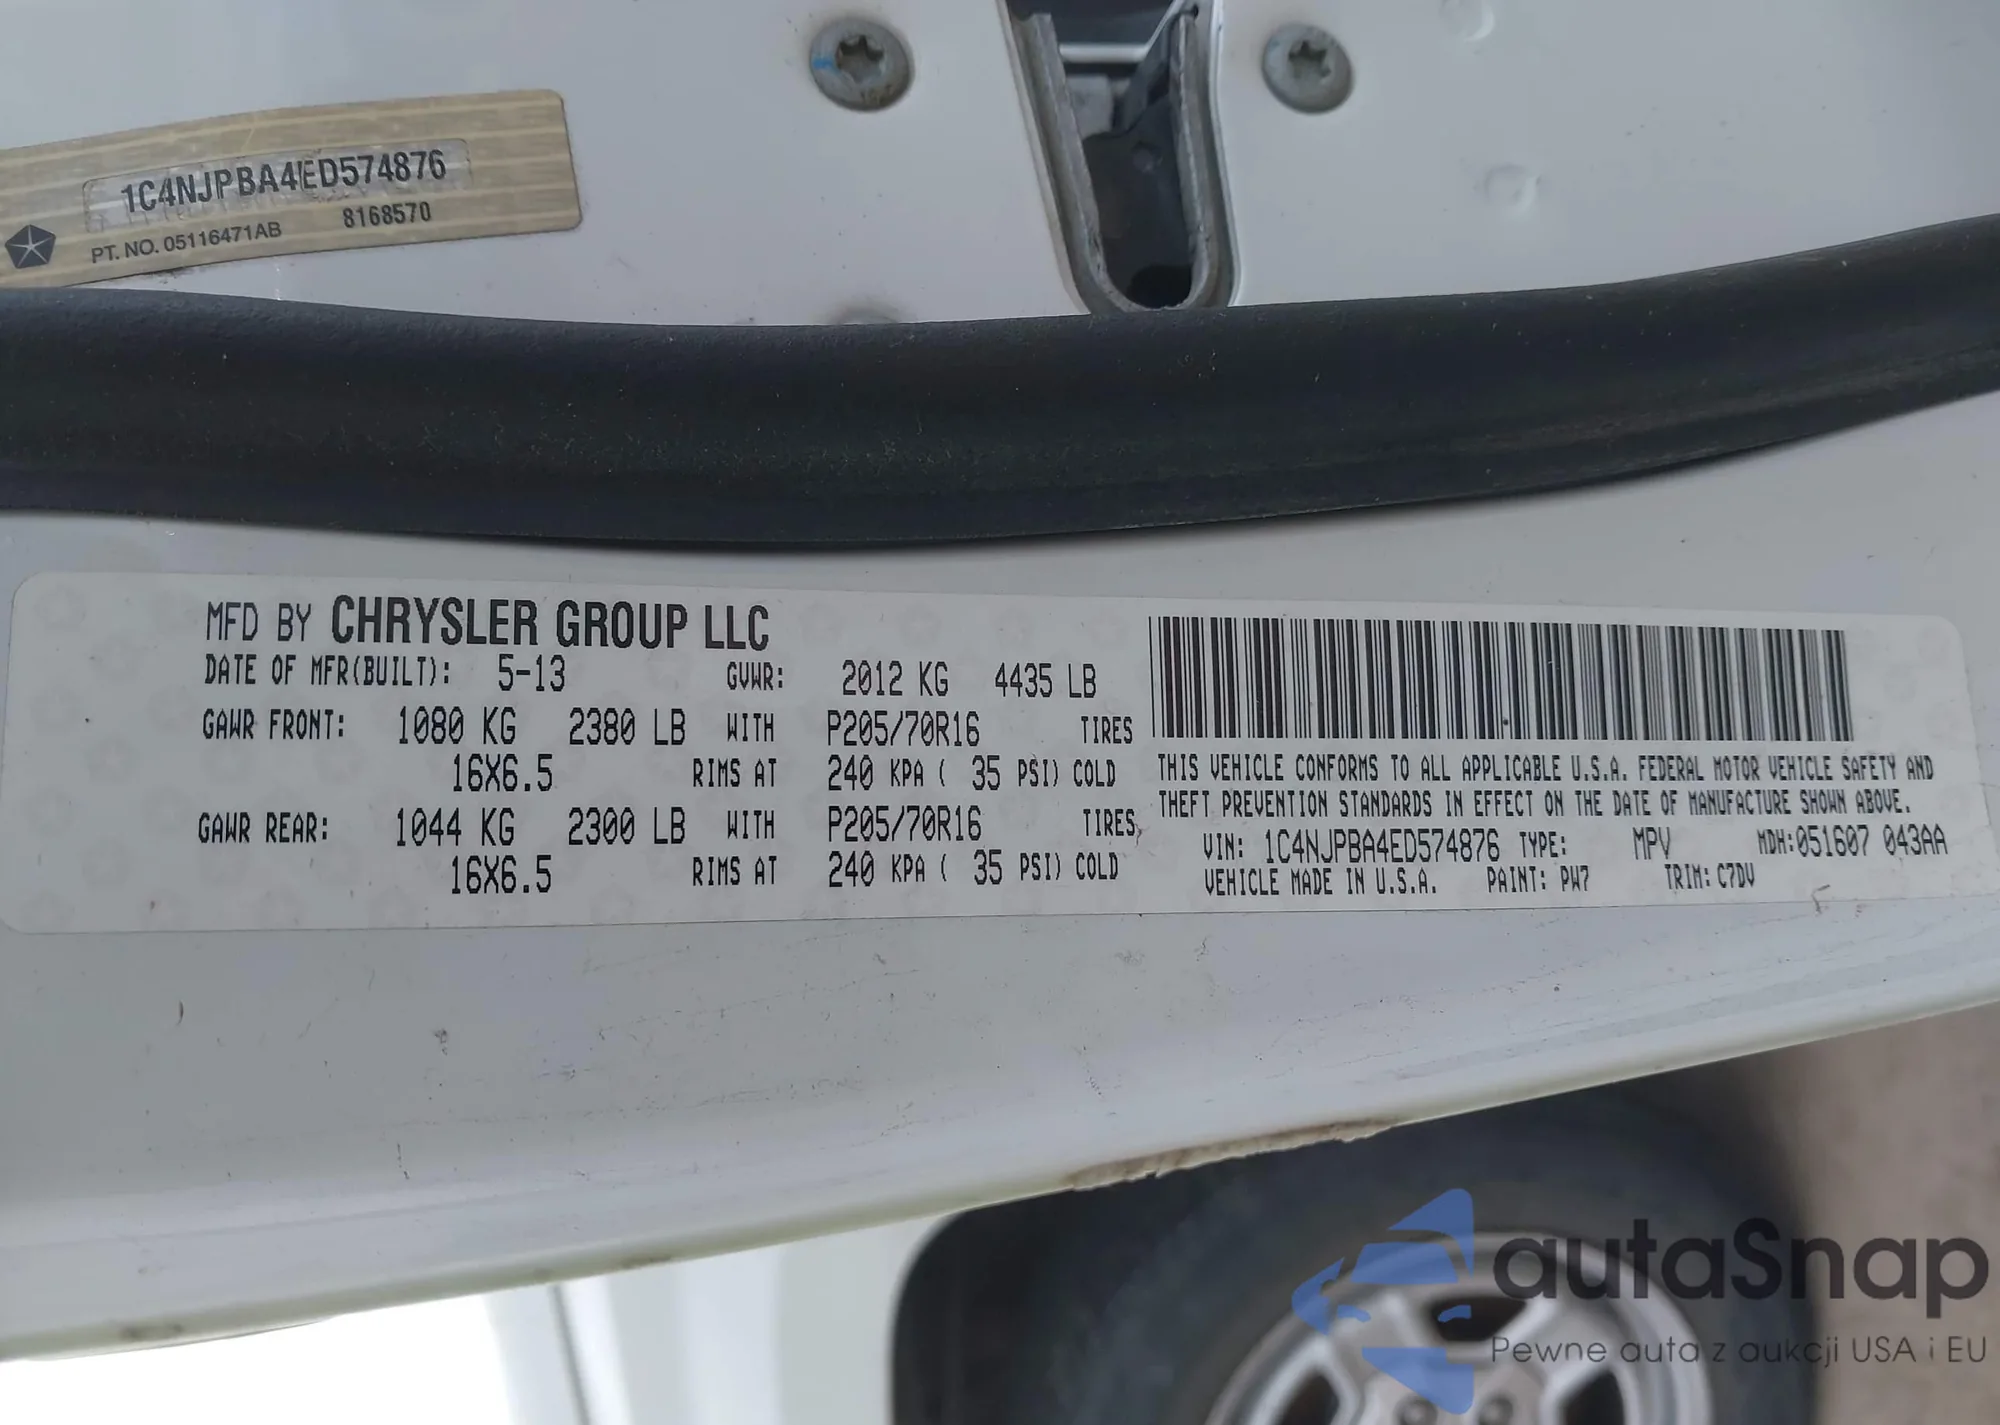 1C4NJPBA4ED574876
PT. NO. 05116471AB 8168570
MFD BY CHRYSLER GROUP LLC
DATE OF MFR(BUILT): 5-13 GVWR: 2012 KG 4435 LB
GAWR FRONT: 1080 KG 2380 LB WITH P205/70R16 TIRES
16X6.5 RIMS AT 240 KPA ( 35 PSI) COLD
GAWR REAR: 1044 KG 2300 LB WITH P205/70R16 TIRES
16X6.5 RIMS AT 240 KPA ( 35 PSI) COLD
THIS VEHICLE CONFORMS TO ALL APPLICABLE U.S.A. FEDERAL MOTOR VEHICLE SAFETY AND
THEFT PREVENTION STANDARDS IN EFFECT ON THE DATE OF MANUFACTURE SHOWN ABOVE.
VIN: 1C4NJPBA4ED574876 TYPE: MPV MDH:051607 043AA
VEHICLE MADE IN U.S.A. PAINT: PW7 TRIM: C7DV
autaSnap
Pewne auta z aukcji USA i EU